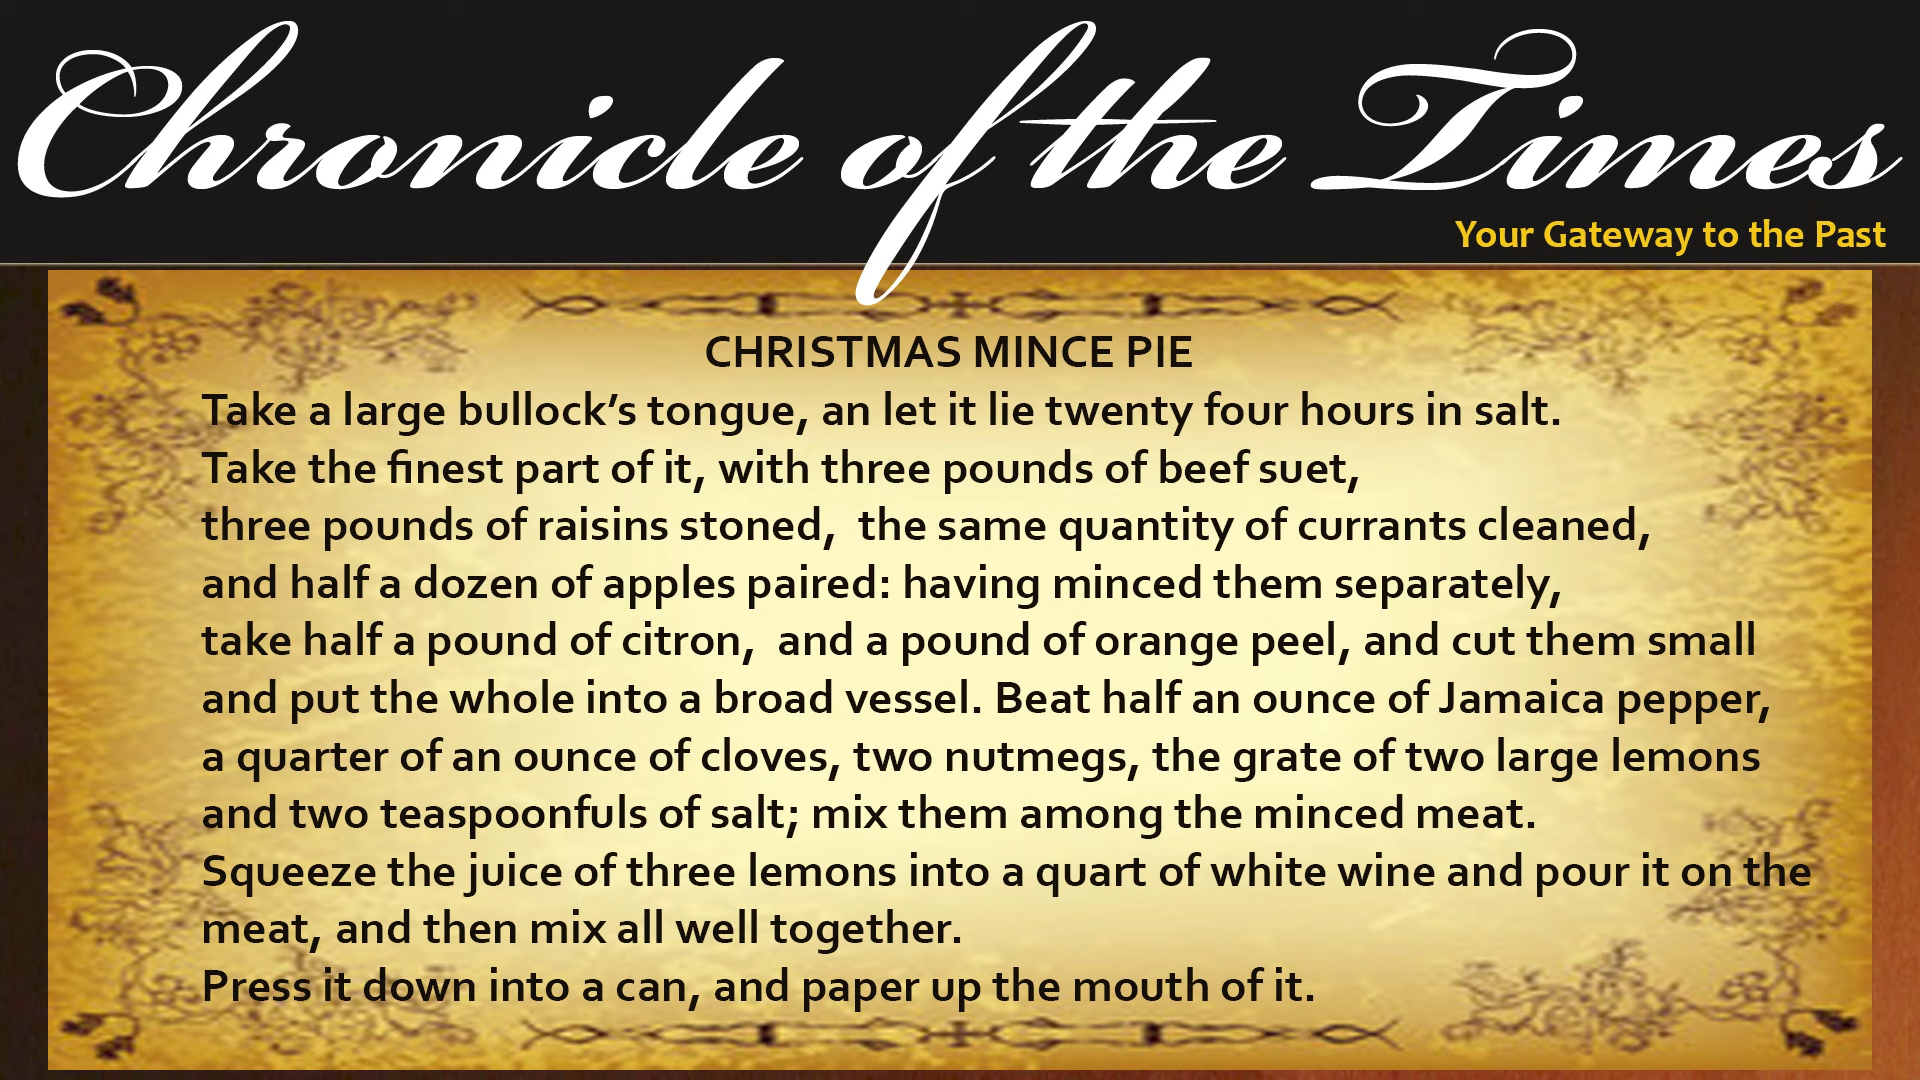 Chronicle of the Times
Your Gateway to the Past
CHRISTMAS MINCE PIE
Take a large bullock’s tongue, an let it lie twenty four hours in salt.
Take the finest part of it, with three pounds of beef suet,
three pounds of raisins stoned,  the same quantity of currants cleaned,
and half a dozen of apples paired: having minced them separately,
take half a pound of citron,  and a pound of orange peel, and cut them small
and put the whole into a broad vessel. Beat half an ounce of Jamaica pepper,
a quarter of an ounce of cloves, two nutmegs, the grate of two large lemons
and two teaspoonfuls of salt; mix them among the minced meat.
Squeeze the juice of three lemons into a quart of white wine and pour it on the
meat, and then mix all well together.
Press it down into a can, and paper up the mouth of it.